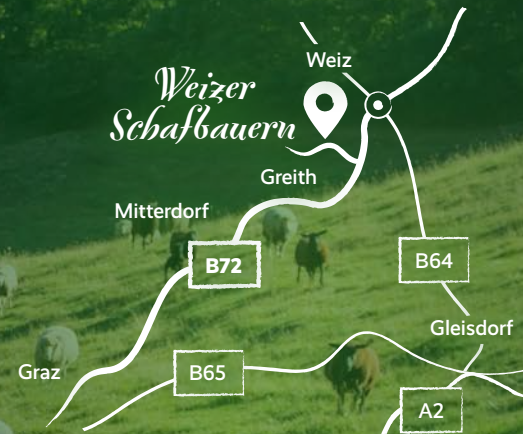 Weiz
Weizer
Schafbauern
Greith
Mitterdorf
B72
B64
Gleisdorf
Graz
B65
A2